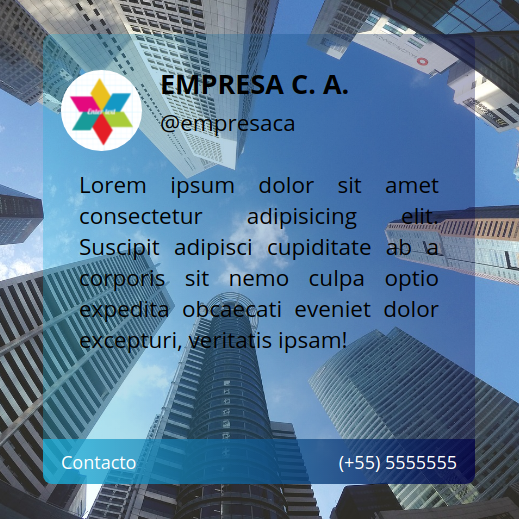 EMPRESA C. A.
@empresaca
Lorem ipsum dolor sit amet
consectetur adipisicing elit.
Suscipit adipisci cupiditate ab a
corporis sit nemo culpa optio
expedita obcaecati eveniet dolor
excepturi, veritatis ipsam!
Contacto (+55) 5555555